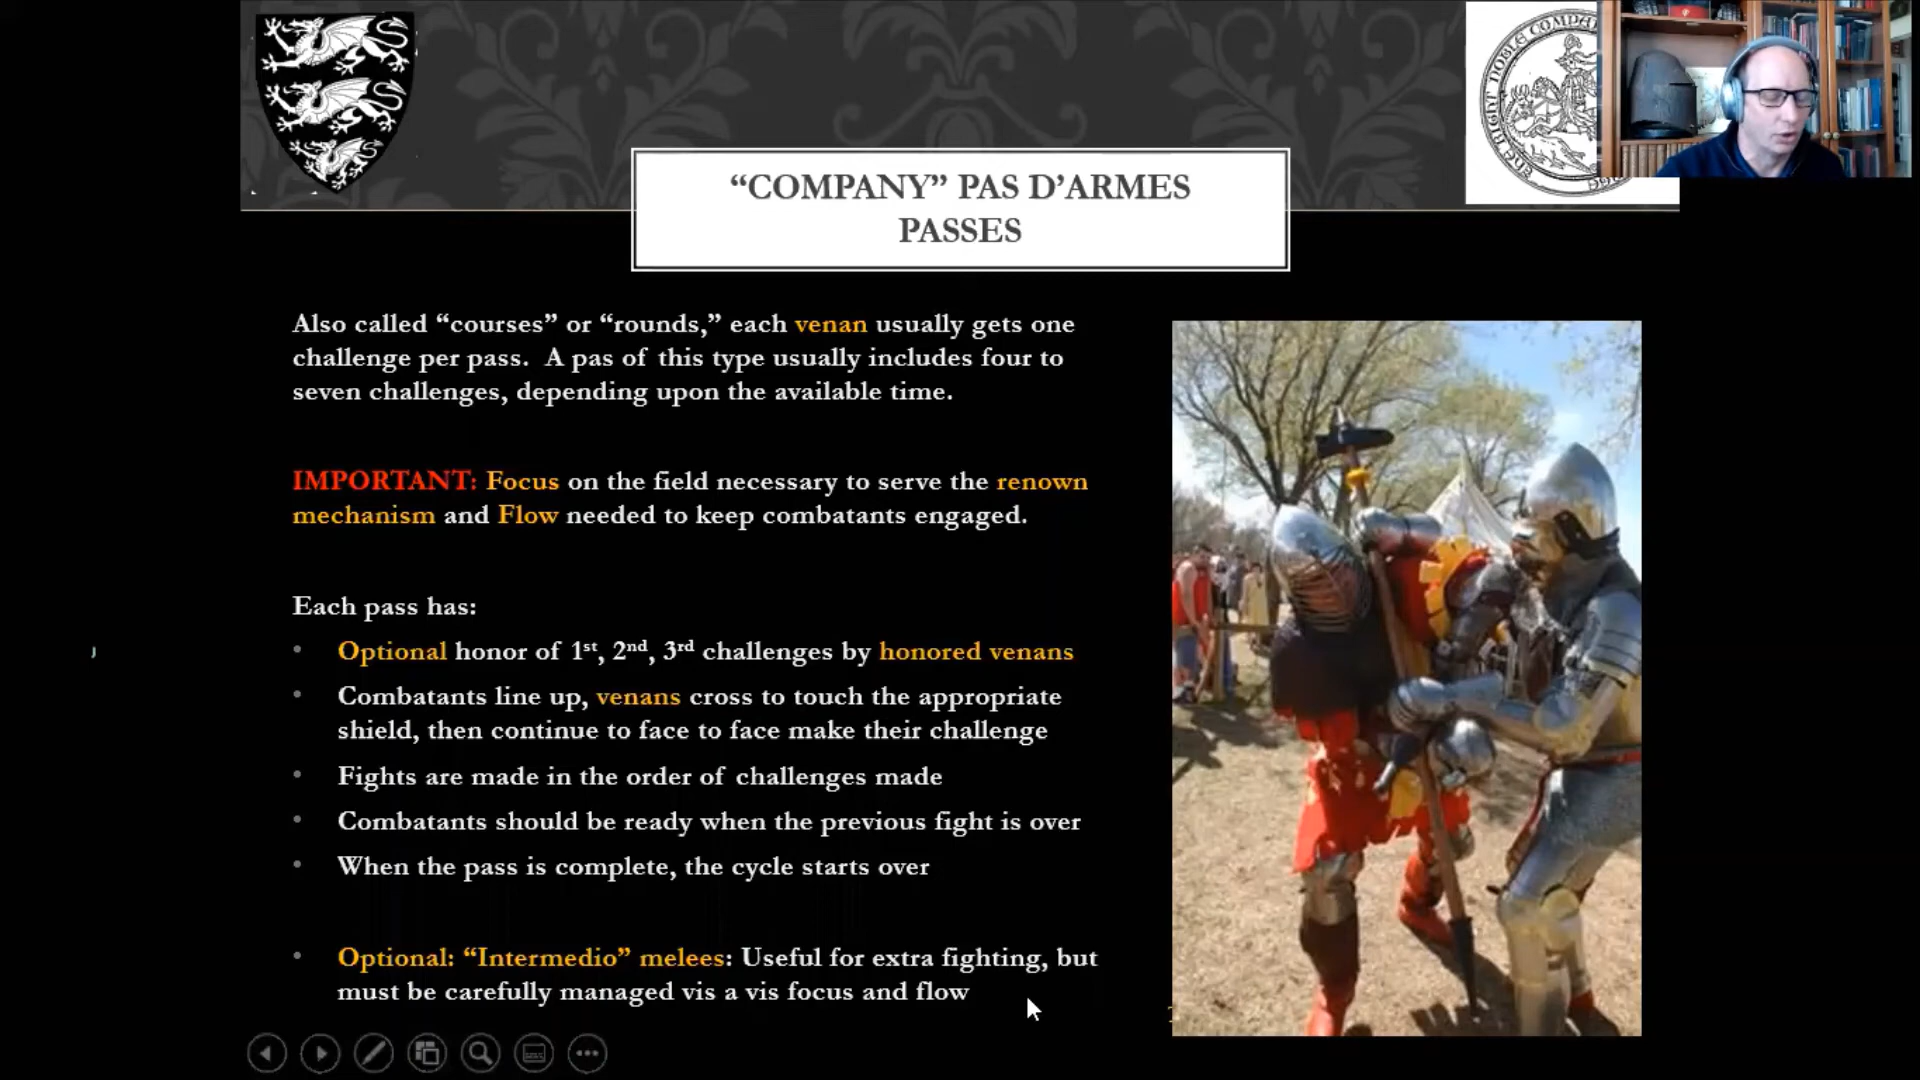 “COMPANY” PAS D’ARMES
PASSES
Also called “courses” or “rounds,” each venan usually gets one
challenge per pass. A pas of this type usually includes four to
seven challenges, depending upon the available time.
IMPORTANT: Focus on the field necessary to serve the renown
mechanism and Flow needed to keep combatants engaged.
Each pass has:
• Optional honor of 1st, 2nd, 3rd challenges by honored venans
• Combatants line up, venans cross to touch the appropriate
shield, then continue to face to face make their challenge
• Fights are made in the order of challenges made
• Combatants should be ready when the previous fight is over
• When the pass is complete, the cycle starts over
• Optional: “Intermedio” melees: Useful for extra fighting, but
must be carefully managed vis a vis focus and flow